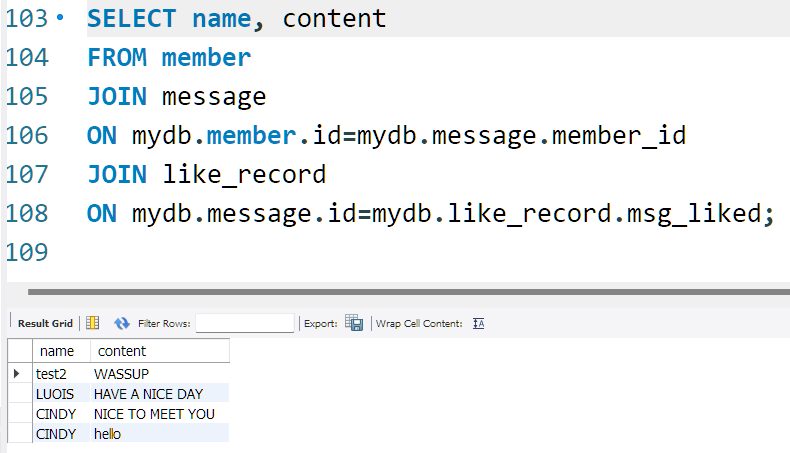 103 SELECT name, content
104 FROM member
105 JOIN message
106 ON mydb.member.id=mydb.message.member_id
107 JOIN like_record
108 ON mydb.message.id=mydb.like_record.msg_liked;
109
Result Grid Filter Rows: Export: Wrap Cell Content: IA
name content
test2 WASSUP
LUOIS HAVE A NICE DAY
CINDY NICE TO MEET YOU
CINDY hello